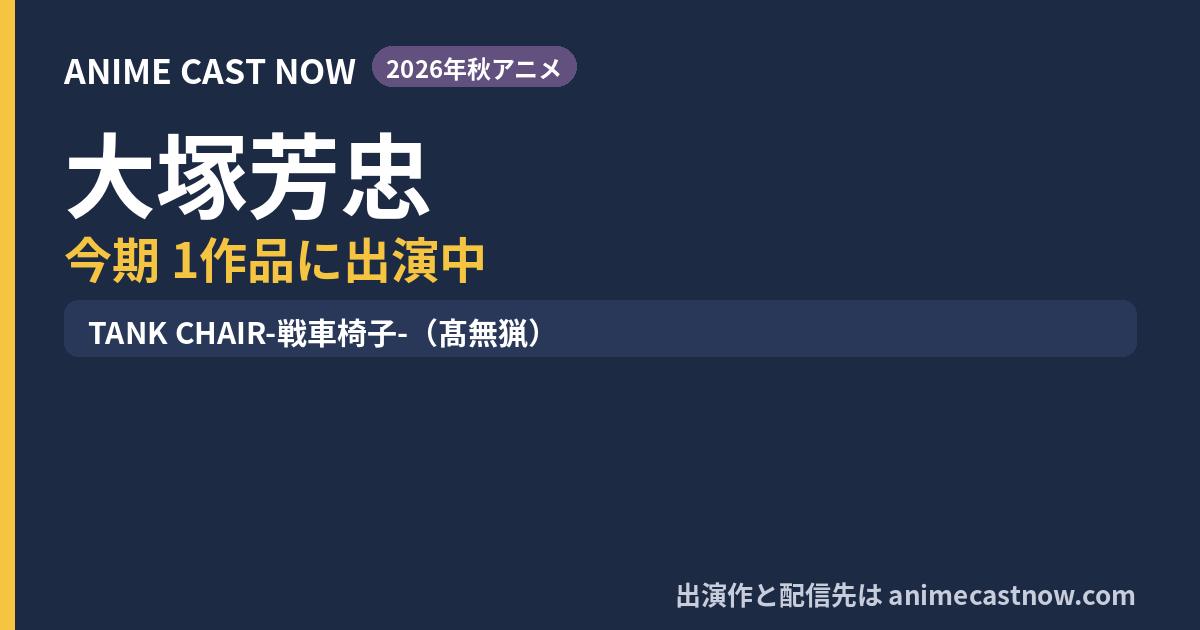 ANIME CAST NOW 2026年秋アニメ
大塚芳忠
今期 1作品に出演中
TANK CHAIR-戦車椅子-（髙無猟）
出演作と配信先は animecastnow.com